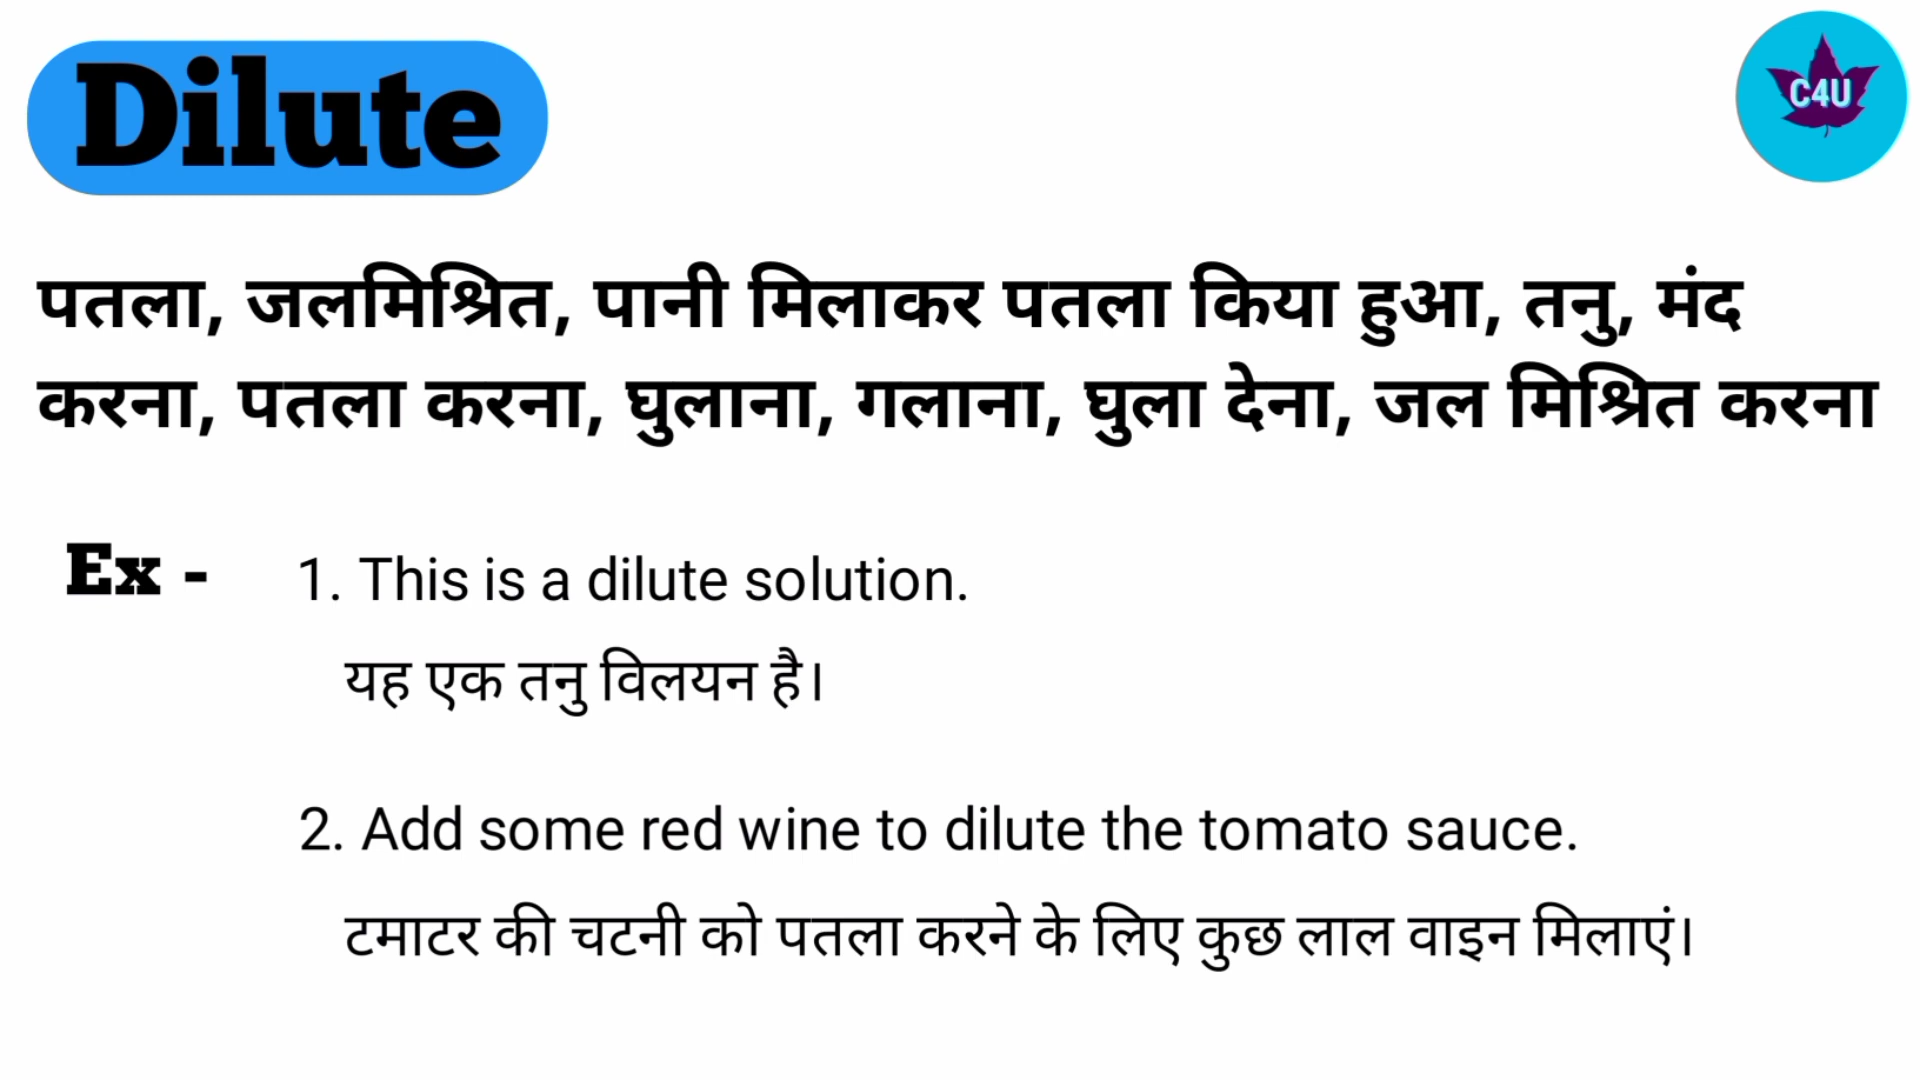 Dilute
C4U
पतला, जलमिश्रित, पानी मिलाकर पतला किया हुआ, तनु, मंद
करना, पतला करना, घुलाना, गलाना, घुला देना, जल मिश्रित करना
Ex - 1. This is a dilute solution.
यह एक तनु विलयन है।
2. Add some red wine to dilute the tomato sauce.
टमाटर की चटनी को पतला करने के लिए कुछ लाल वाइन मिलाएं।